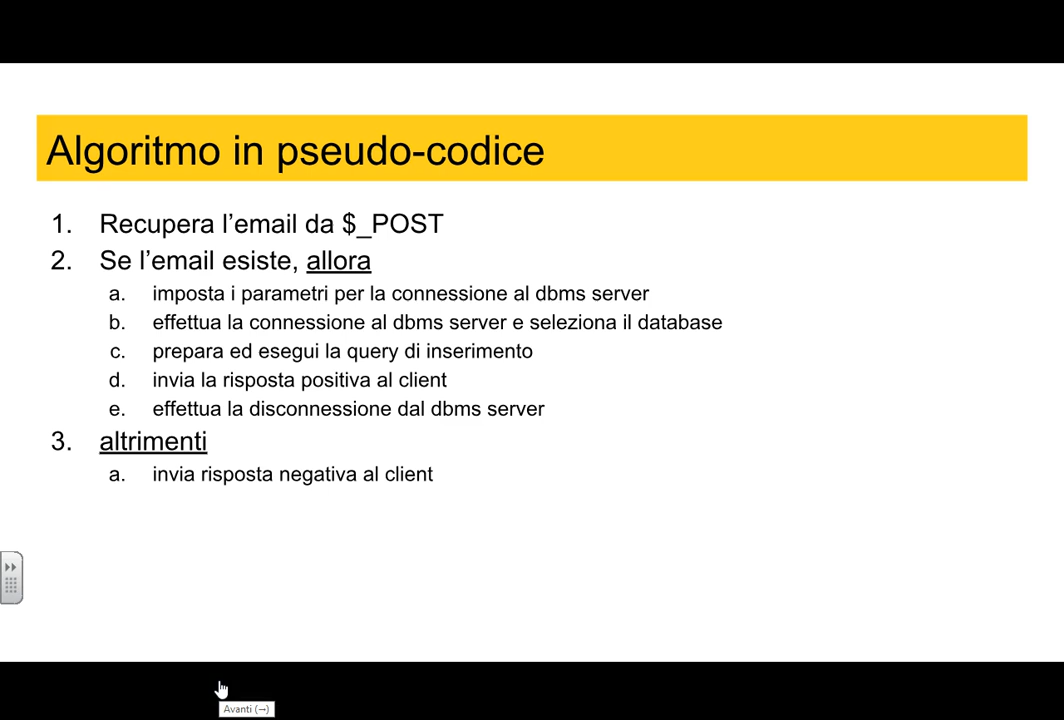 Algoritmo in pseudo-codice
1. Recupera l’email da $_POST
2. Se l’email esiste, allora
a. imposta i parametri per la connessione al dbms server
b. effettua la connessione al dbms server e seleziona il database
c. prepara ed esegui la query di inserimento
d. invia la risposta positiva al client
e. effettua la disconnessione dal dbms server
3. altrimenti
a. invia risposta negativa al client
Avanti (→)